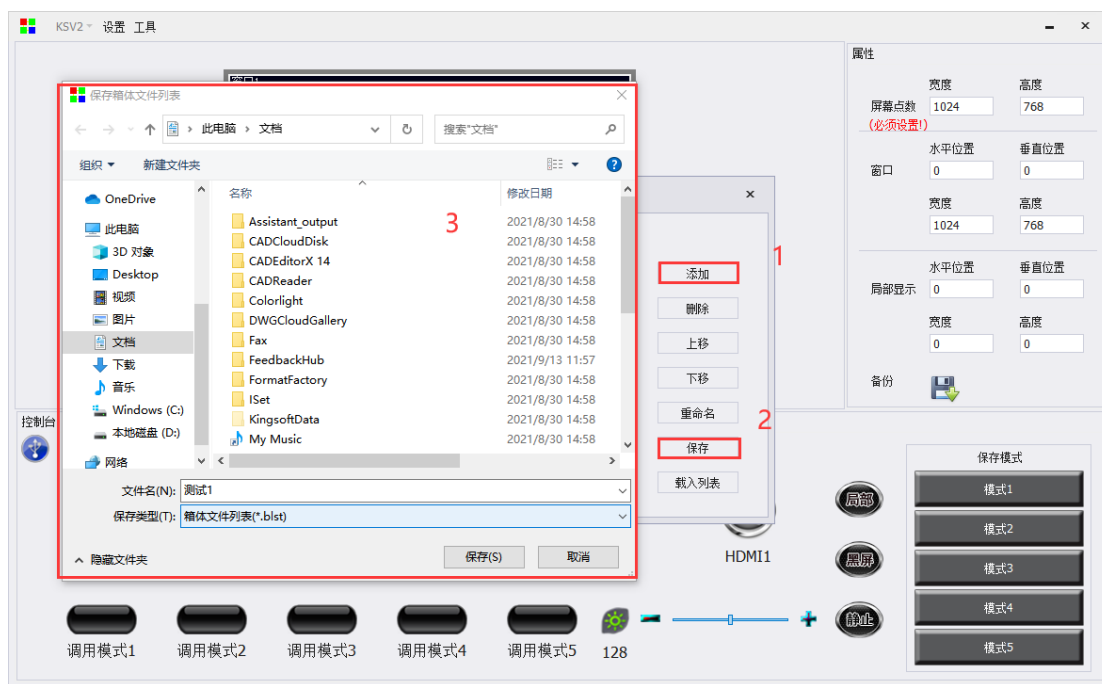 KSV2 设置 工具
属性
宽度 高度
屏幕点数 1024 768
(必须设置!)
水平位置 垂直位置
窗口 0 0
宽度 高度
1024 768
水平位置 垂直位置
局部显示 0 0
宽度 高度
0 0
备份
保存箱体文件列表
此电脑 › 文档
搜索"文档"
组织 新建文件夹
名称 修改日期
OneDrive
此电脑
3D 对象
Desktop
视频
图片
文档
下载
音乐
Windows (C:)
本地磁盘 (D:)
网络
Assistant_output 2021/8/30 14:58
CADCloudDisk 2021/8/30 14:58
CADEditorX 14 2021/8/30 14:58
CADReader 2021/8/30 14:58
Colorlight 2021/8/30 14:58
DWGCloudGallery 2021/8/30 14:58
Fax 2021/8/30 14:58
FeedbackHub 2021/9/13 11:57
FormatFactory 2021/8/30 14:58
ISet 2021/8/30 14:58
KingsoftData 2021/8/30 14:58
My Music 2021/8/30 14:58
3
文件名(N): 测试1
保存类型(T): 箱体文件列表(*.blst)
隐藏文件夹 保存(S) 取消
1
添加
删除
上移
下移
重命名
2
保存
载入列表
控制台
HDMI1
局部
黑屏
静止
保存模式
模式1
模式2
模式3
模式4
模式5
调用模式1 调用模式2 调用模式3 调用模式4 调用模式5 128